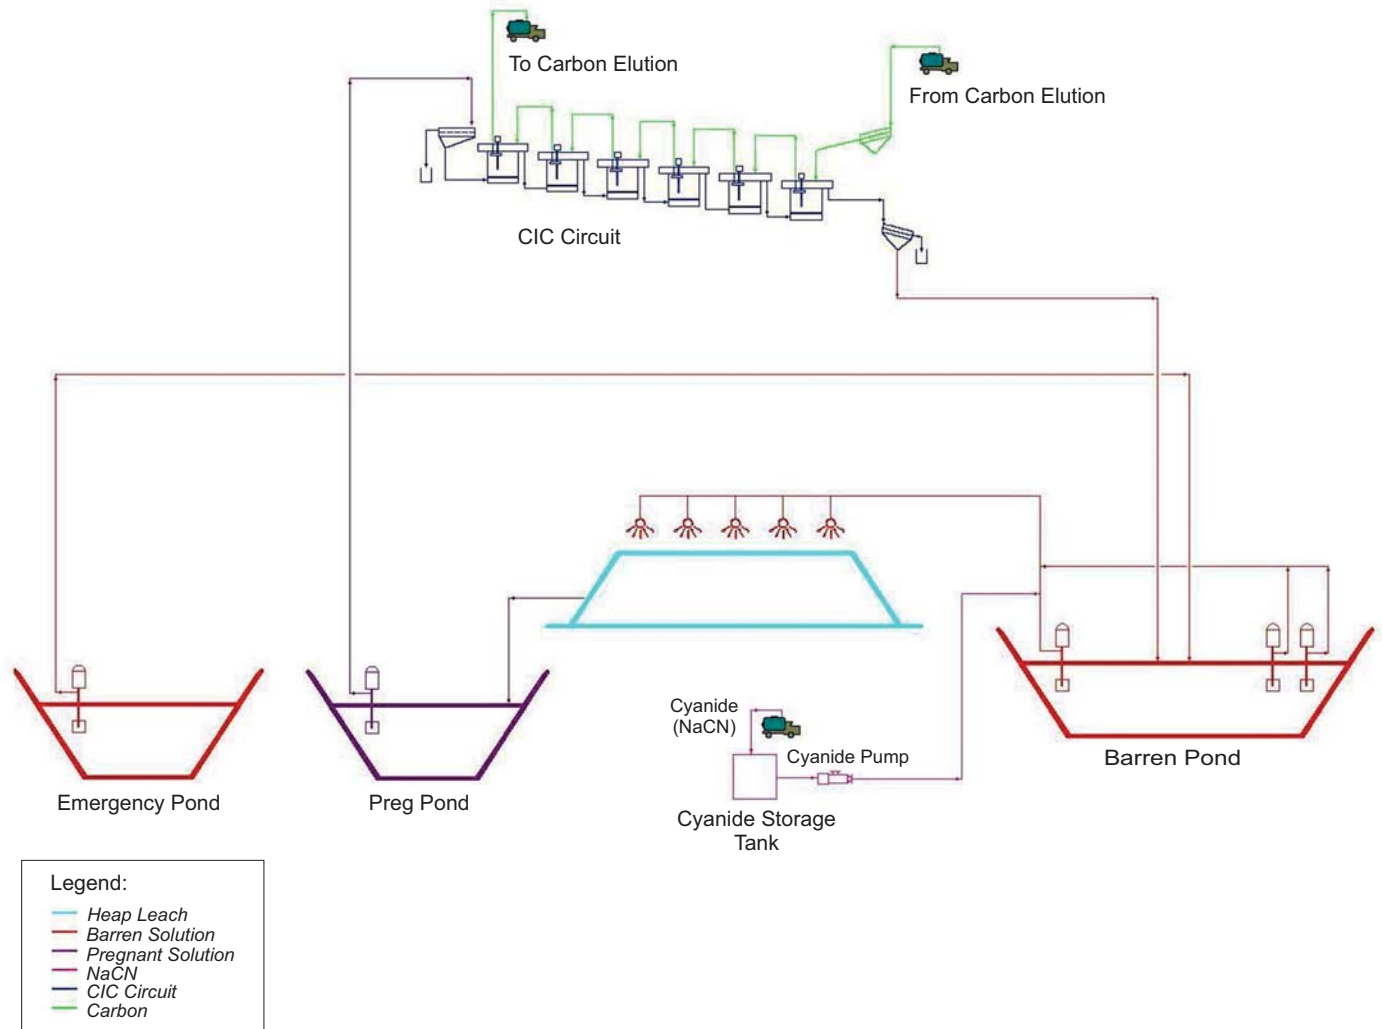 To Carbon Elution
From Carbon Elution
CIC Circuit
Cyanide
(NaCN)
Cyanide Pump
Barren Pond
Emergency Pond
Preg Pond
Cyanide Storage
Tank
Legend:
Heap Leach
Barren Solution
Pregnant Solution
NaCN
CIC Circuit
Carbon